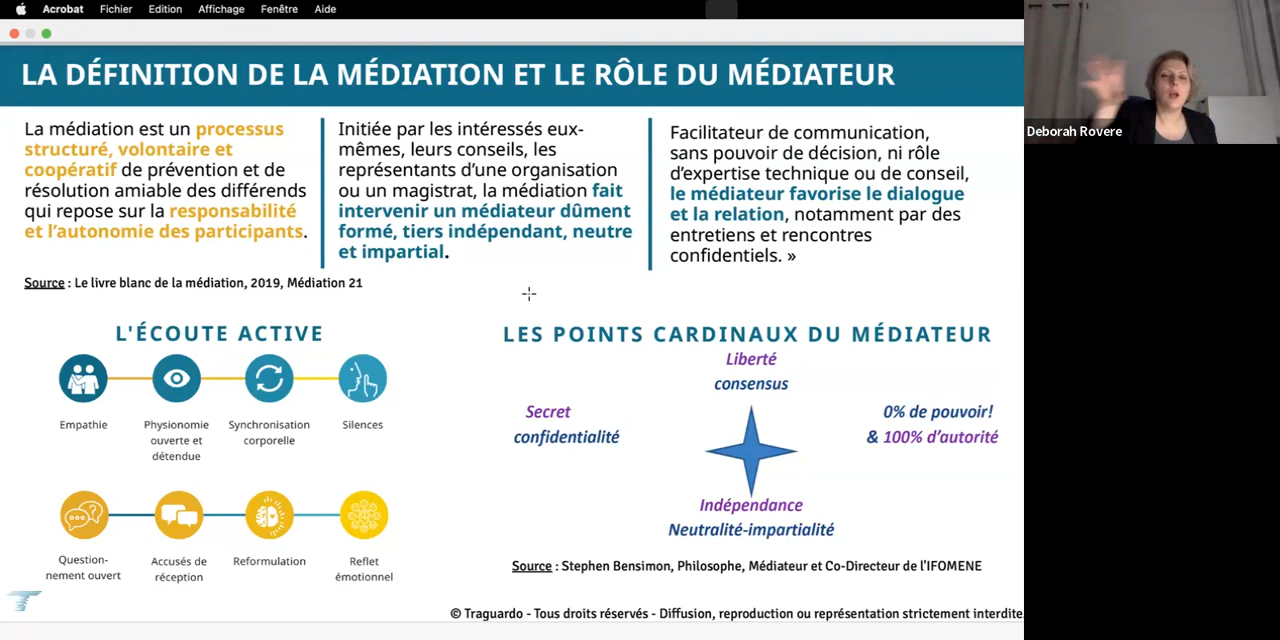 Acrobat Fichier Edition Affichage Fenêtre Aide
LA DÉFINITION DE LA MÉDIATION ET LE RÔLE DU MÉDIATEUR
La médiation est un processus
structuré, volontaire et
coopératif de prévention et de
résolution amiable des différends
qui repose sur la responsabilité
et l’autonomie des participants.
Initiée par les intéressés eux-
mêmes, leurs conseils, les
représentants d’une organisation
ou un magistrat, la médiation fait
intervenir un médiateur dûment
formé, tiers indépendant, neutre
et impartial.
Facilitateur de communication,
sans pouvoir de décision, ni rôle
d’expertise technique ou de conseil,
le médiateur favorise le dialogue
et la relation, notamment par des
entretiens et rencontres
confidentiels. »
Deborah Rovere
Source : Le livre blanc de la médiation, 2019, Médiation 21
L'ÉCOUTE ACTIVE
Empathie
Physionomie
ouverte et
détendue
Synchronisation
corporelle
Silences
Question-
nement ouvert
Accusés de
réception
Reformulation
Reflet
émotionnel
LES POINTS CARDINAUX DU MÉDIATEUR
Liberté
consensus
Secret
confidentialité
0% de pouvoir!
& 100% d’autorité
Indépendance
Neutralité-impartialité
Source : Stephen Bensimon, Philosophe, Médiateur et Co-Directeur de l'IFOMENE
© Traguardo - Tous droits réservés - Diffusion, reproduction ou représentation strictement interdite